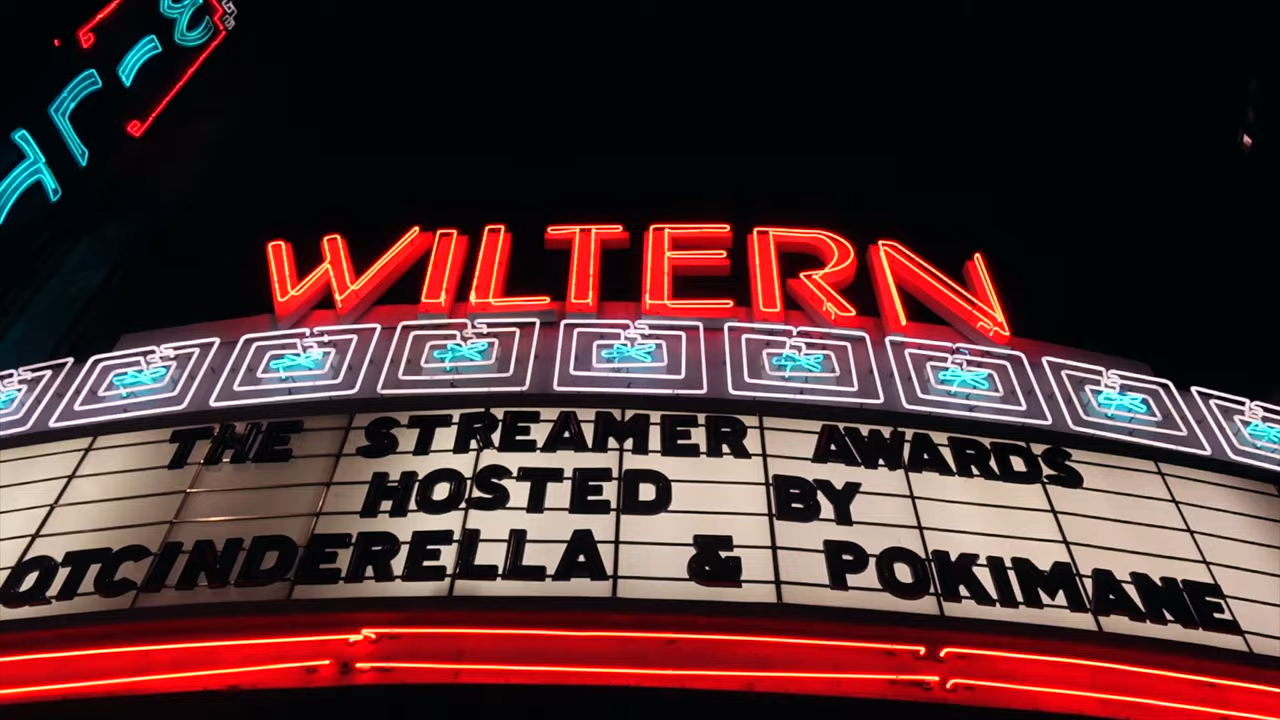 WILTERN
THE STREAMER AWARDS
HOSTED BY
QTCINDERELLA & POKIMANE